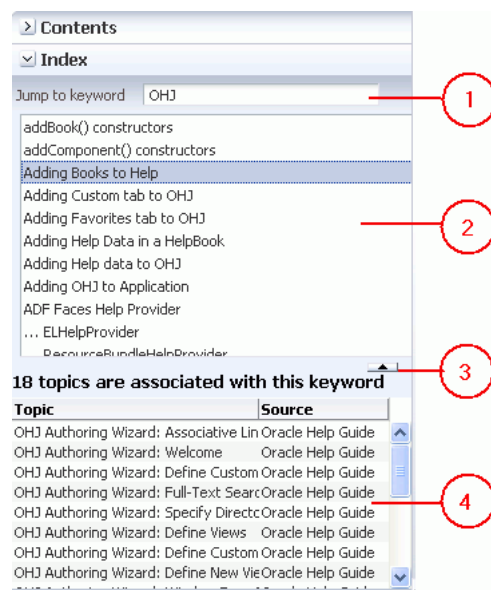 Contents
Index
Jump to keyword OHJ
1
addBook() constructors
addComponent() constructors
Adding Books to Help
Adding Custom tab to OHJ
Adding Favorites tab to OHJ
2
Adding Help Data in a HelpBook
Adding Help data to OHJ
Adding OHJ to Application
ADF Faces Help Provider
... ELHelpProvider
ResourceBundleHelpProvider
3
18 topics are associated with this keyword
Topic Source
OHJ Authoring Wizard: Associative Lin Oracle Help Guide
OHJ Authoring Wizard: Welcome Oracle Help Guide
OHJ Authoring Wizard: Define Custom Oracle Help Guide
OHJ Authoring Wizard: Full-Text Searc Oracle Help Guide
4
OHJ Authoring Wizard: Specify Directc Oracle Help Guide
OHJ Authoring Wizard: Define Views Oracle Help Guide
OHJ Authoring Wizard: Define Custom Oracle Help Guide
OHJ Authoring Wizard: Define New Vie Oracle Help Guide